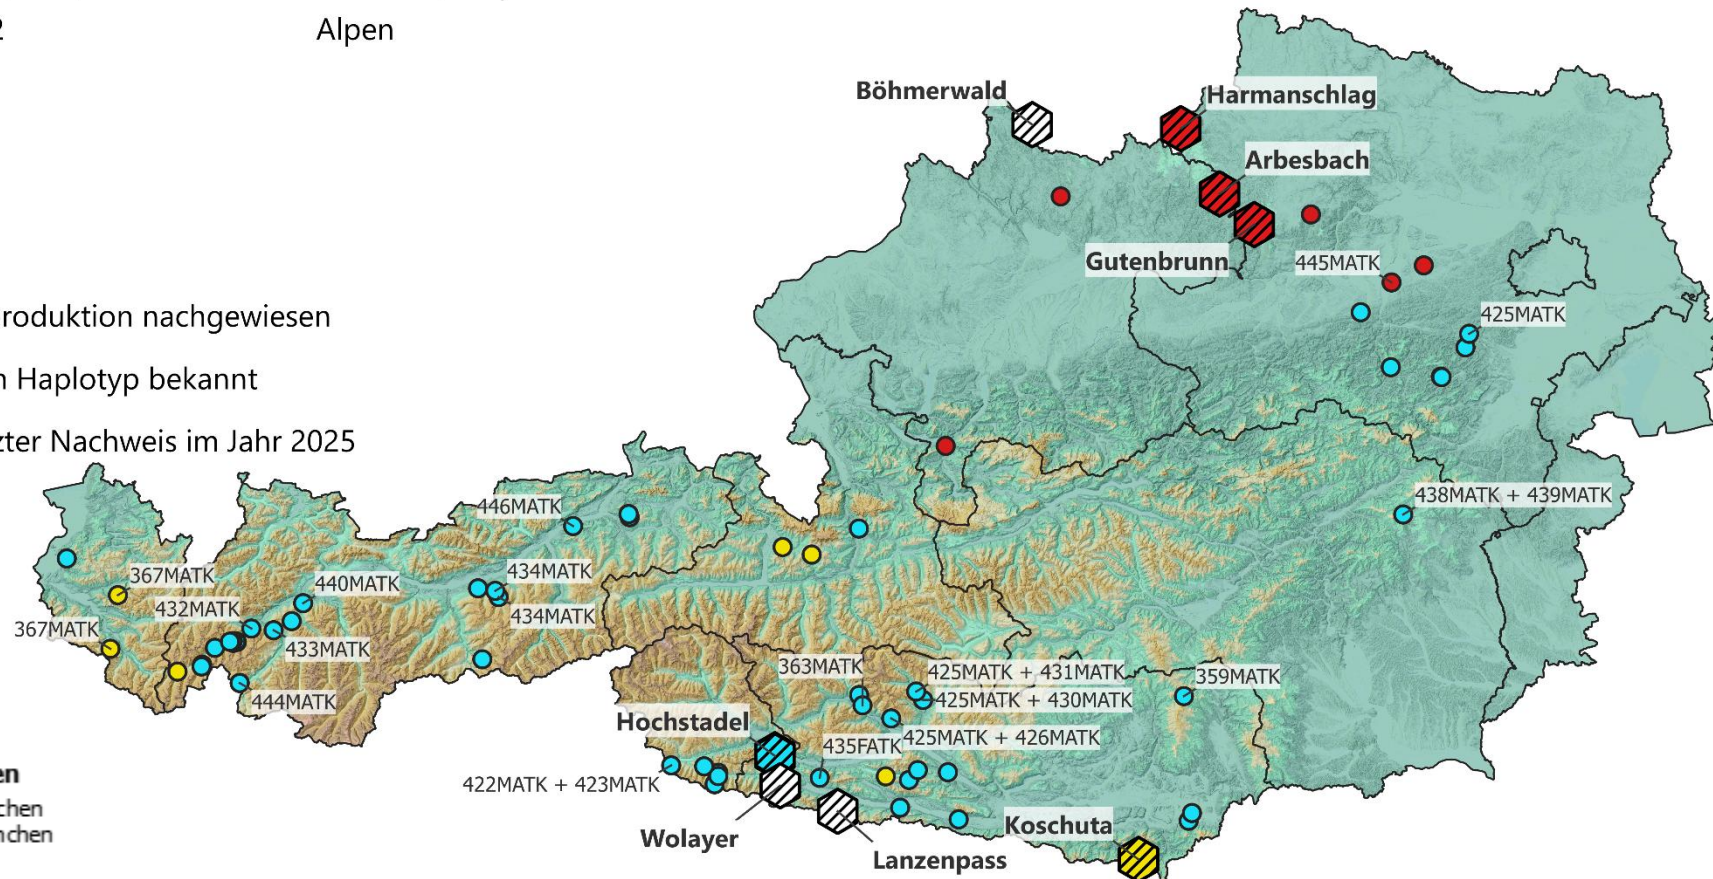 2
Alpen
Böhmerwald
Harmanschlag
Arbesbach
Gutenbrunn
445MATK
roduktion nachgewiesen
425MATK
n Haplotyp bekannt
zter Nachweis im Jahr 2025
438MATK + 439MATK
446MATK
367MATK
440MATK
434MATK
432MATK
434MATK
367MATK
433MATK
363MATK
425MATK + 431MATK
359MATK
444MATK
425MATK + 430MATK
Hochstadel
425MATK + 426MATK
435FATK
en
422MATK + 423MATK
chen
nchen
Koschuta
Wolayer
Lanzenpass